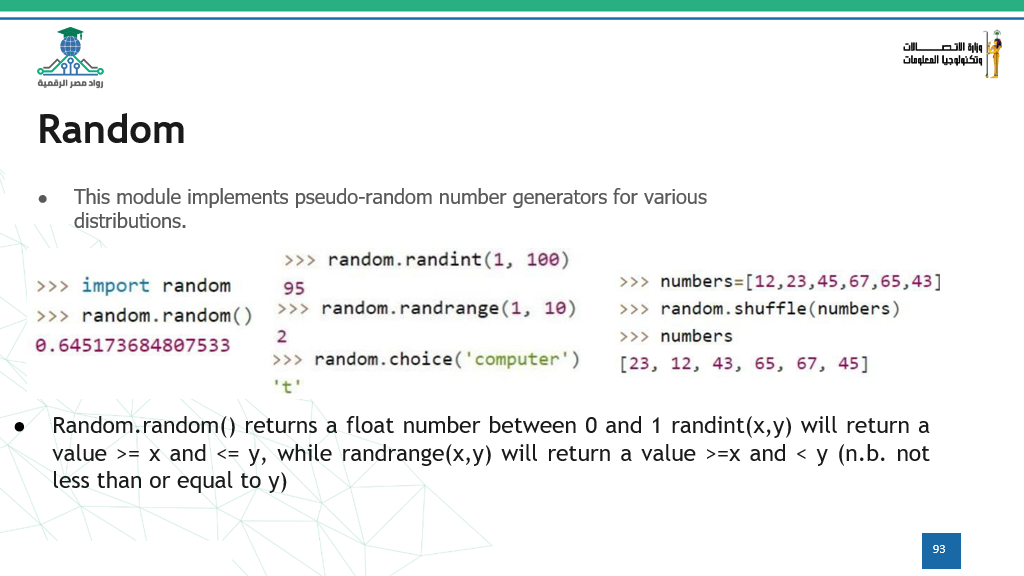 رواد مصر الرقمية
وزارة الاتصــــــالات
وتكنولوجيا المعلومات
Random
● This module implements pseudo-random number generators for various
distributions.
>>> import random
>>> random.random()
0.645173684807533
>>> random.randint(1, 100)
95
>>> random.randrange(1, 10)
2
>>> random.choice('computer')
't'
>>> numbers=[12,23,45,67,65,43]
>>> random.shuffle(numbers)
>>> numbers
[23, 12, 43, 65, 67, 45]
● Random.random() returns a float number between 0 and 1 randint(x,y) will return a
value >= x and <= y, while randrange(x,y) will return a value >=x and < y (n.b. not
less than or equal to y)
93